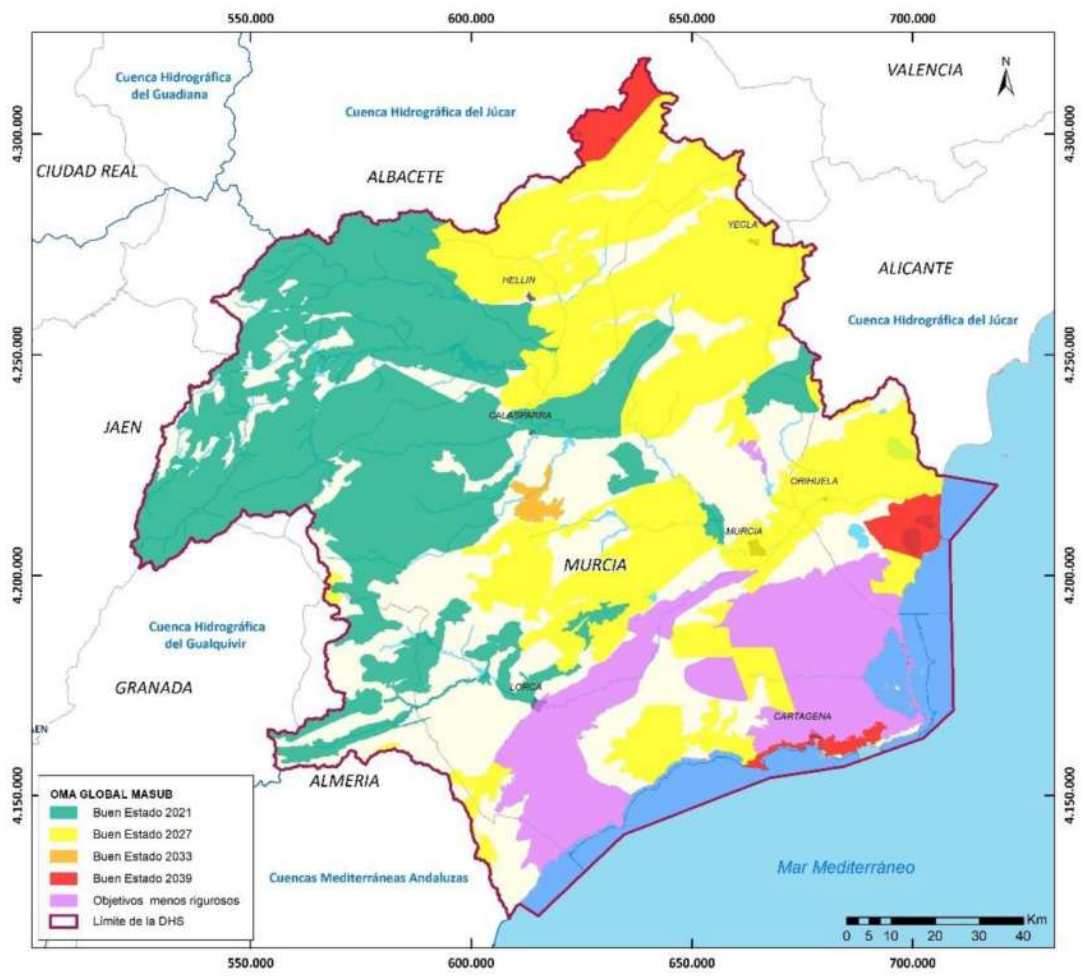 550.000
600.000
650.000
700.000
Cuenca Hidrográfica
del Guadiana
Cuenca Hidrográfica del Júcar
VALENCIA
N
4.300.000
4.300.000
CIUDAD REAL
ALBACETE
YECLA
HELLIN
ALICANTE
Cuenca Hidrográfica del Júcar
4.250.000
4.250.000
JAEN
CALASPARRA
ORIHUELA
MURCIA
MURCIA
4.200.000
4.200.000
Cuenca Hidrográfica
del Gualquivir
GRANADA
LORCA
CARTAGENA
AEN
ALMERIA
4.150.000
4.150.000
OMA GLOBAL MASUB
Buen Estado 2021
Buen Estado 2027
Buen Estado 2033
Buen Estado 2039
Objetivos menos rigurosos
Límite de la DHS
Cuencas Mediterráneas Andaluzas
Mar Mediterráneo
Km
0 5 10 20 30 40
550.000
600.000
650.000
700.000